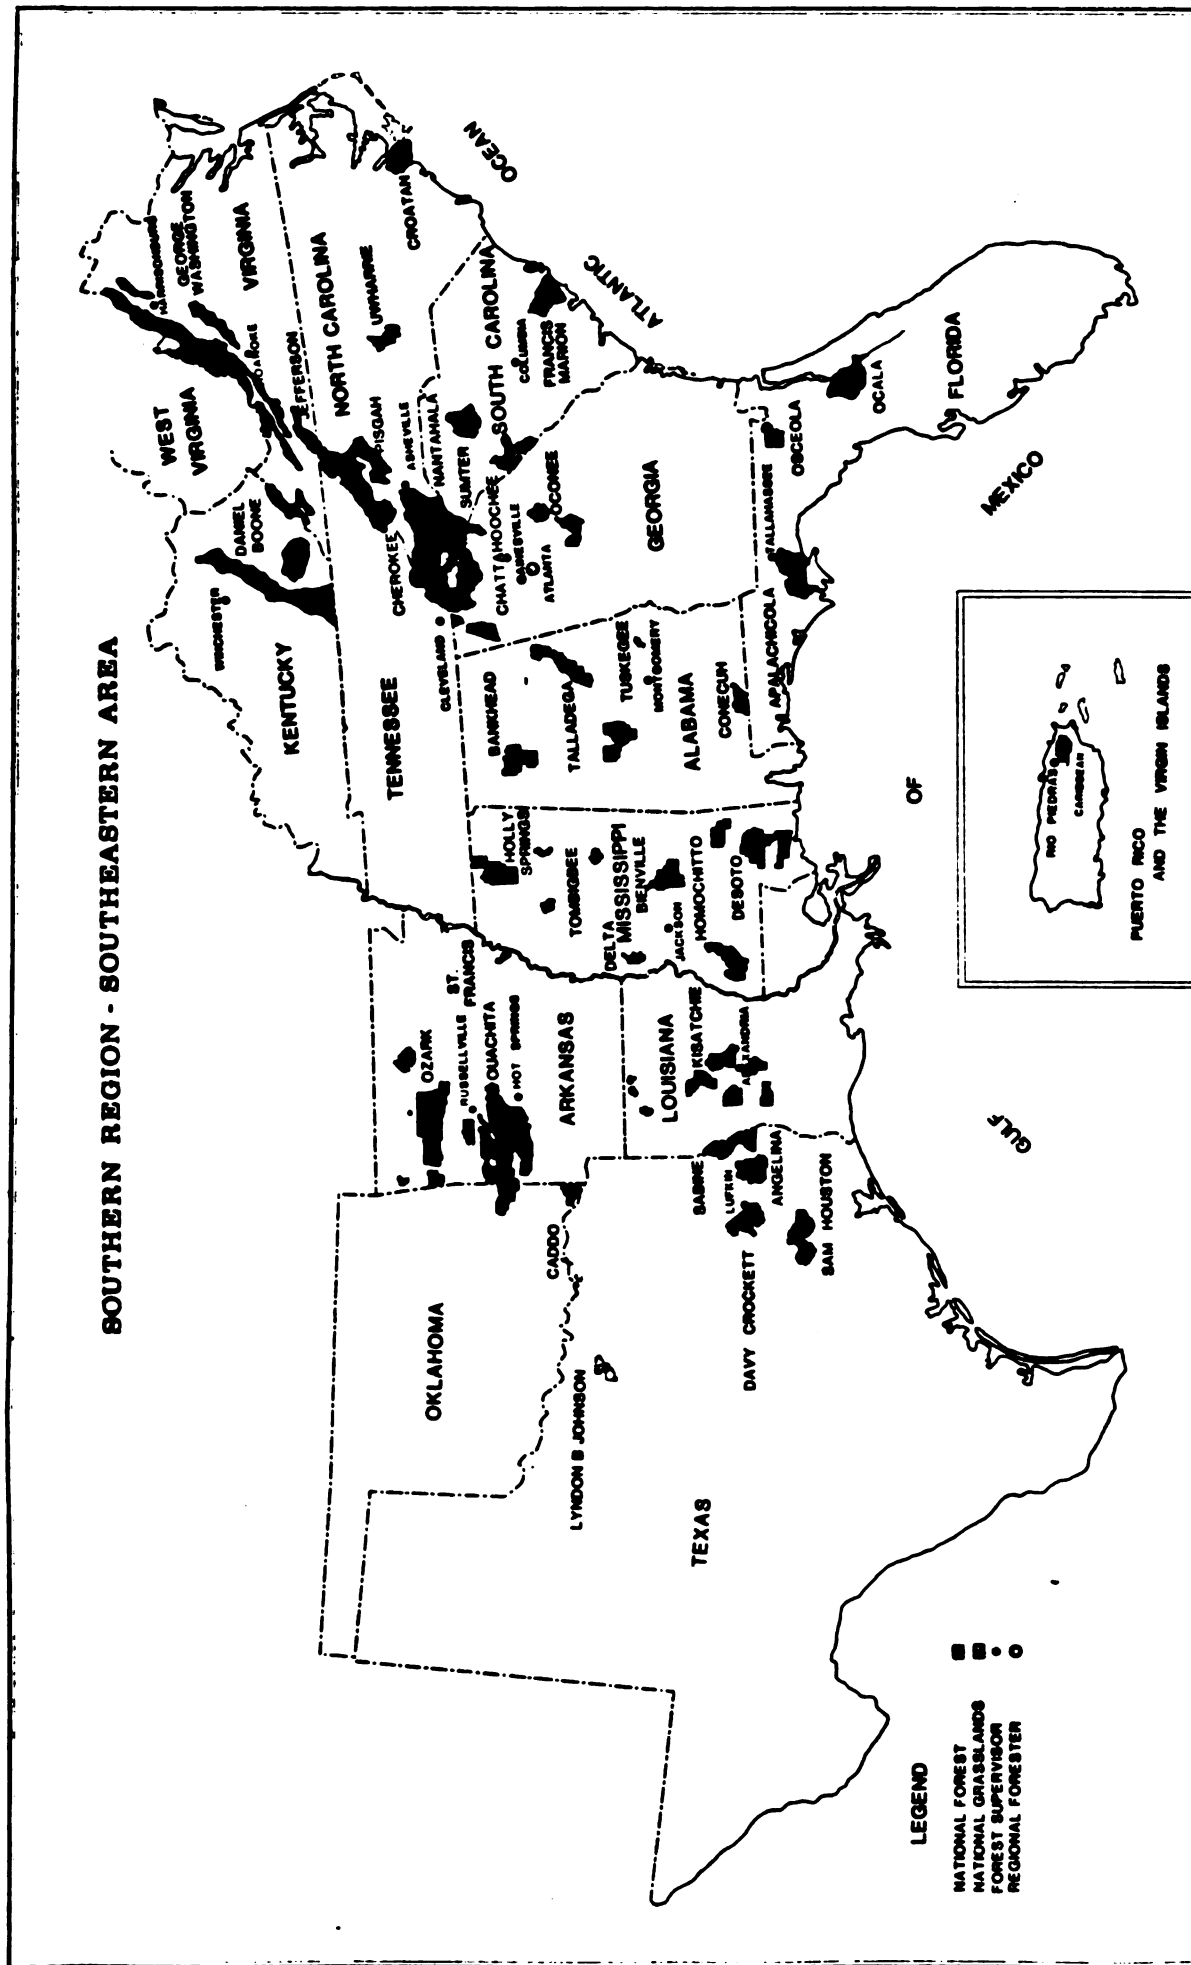 SOUTHERN REGION - SOUTHEASTERN AREA
WEST
VIRGINIA
HARRISONBURG
GEORGE
WASHINGTON
VIRGINIA
ROANOKE
JEFFERSON
WINCHESTER
DANIEL
BOONE
KENTUCKY
NORTH CAROLINA
UWHARRIE
CROATAN
PISGAH
ASHEVILLE
NANTAHALA
TENNESSEE
CHEROKEE
CLEVELAND
SOUTH CAROLINA
SUMTER
COLUMBIA
FRANCIS
MARION
OCEAN
ATLANTIC
OKLAHOMA
OZARK
ST.
FRANCIS
RUSSELLVILLE
OUACHITA
HOT SPRINGS
ARKANSAS
HOLLY
SPRINGS
TOMBIGBEE
DELTA
MISSISSIPPI
BIENVILLE
JACKSON
HOMOCHITTO
DESOTO
BANKHEAD
TALLADEGA
TUSKEGEE
MONTGOMERY
ALABAMA
CONECUH
CHATTAHOOCHEE
GAINESVILLE
ATLANTA
OCONEE
GEORGIA
TALLAHASSEE
APALACHICOLA
OSCEOLA
OCALA
FLORIDA
CADDO
LYNDON B JOHNSON
TEXAS
SABINE
LUFKIN
ANGELINA
DAVY CROCKETT
SAM HOUSTON
LOUISIANA
KISATCHIE
ALEXANDRIA
GULF
OF
MEXICO
LEGEND
NATIONAL FOREST
NATIONAL GRASSLANDS
FOREST SUPERVISOR
REGIONAL FORESTER
RIO PIEDRAS
CARIBBEAN
PUERTO RICO
AND THE VIRGIN ISLANDS